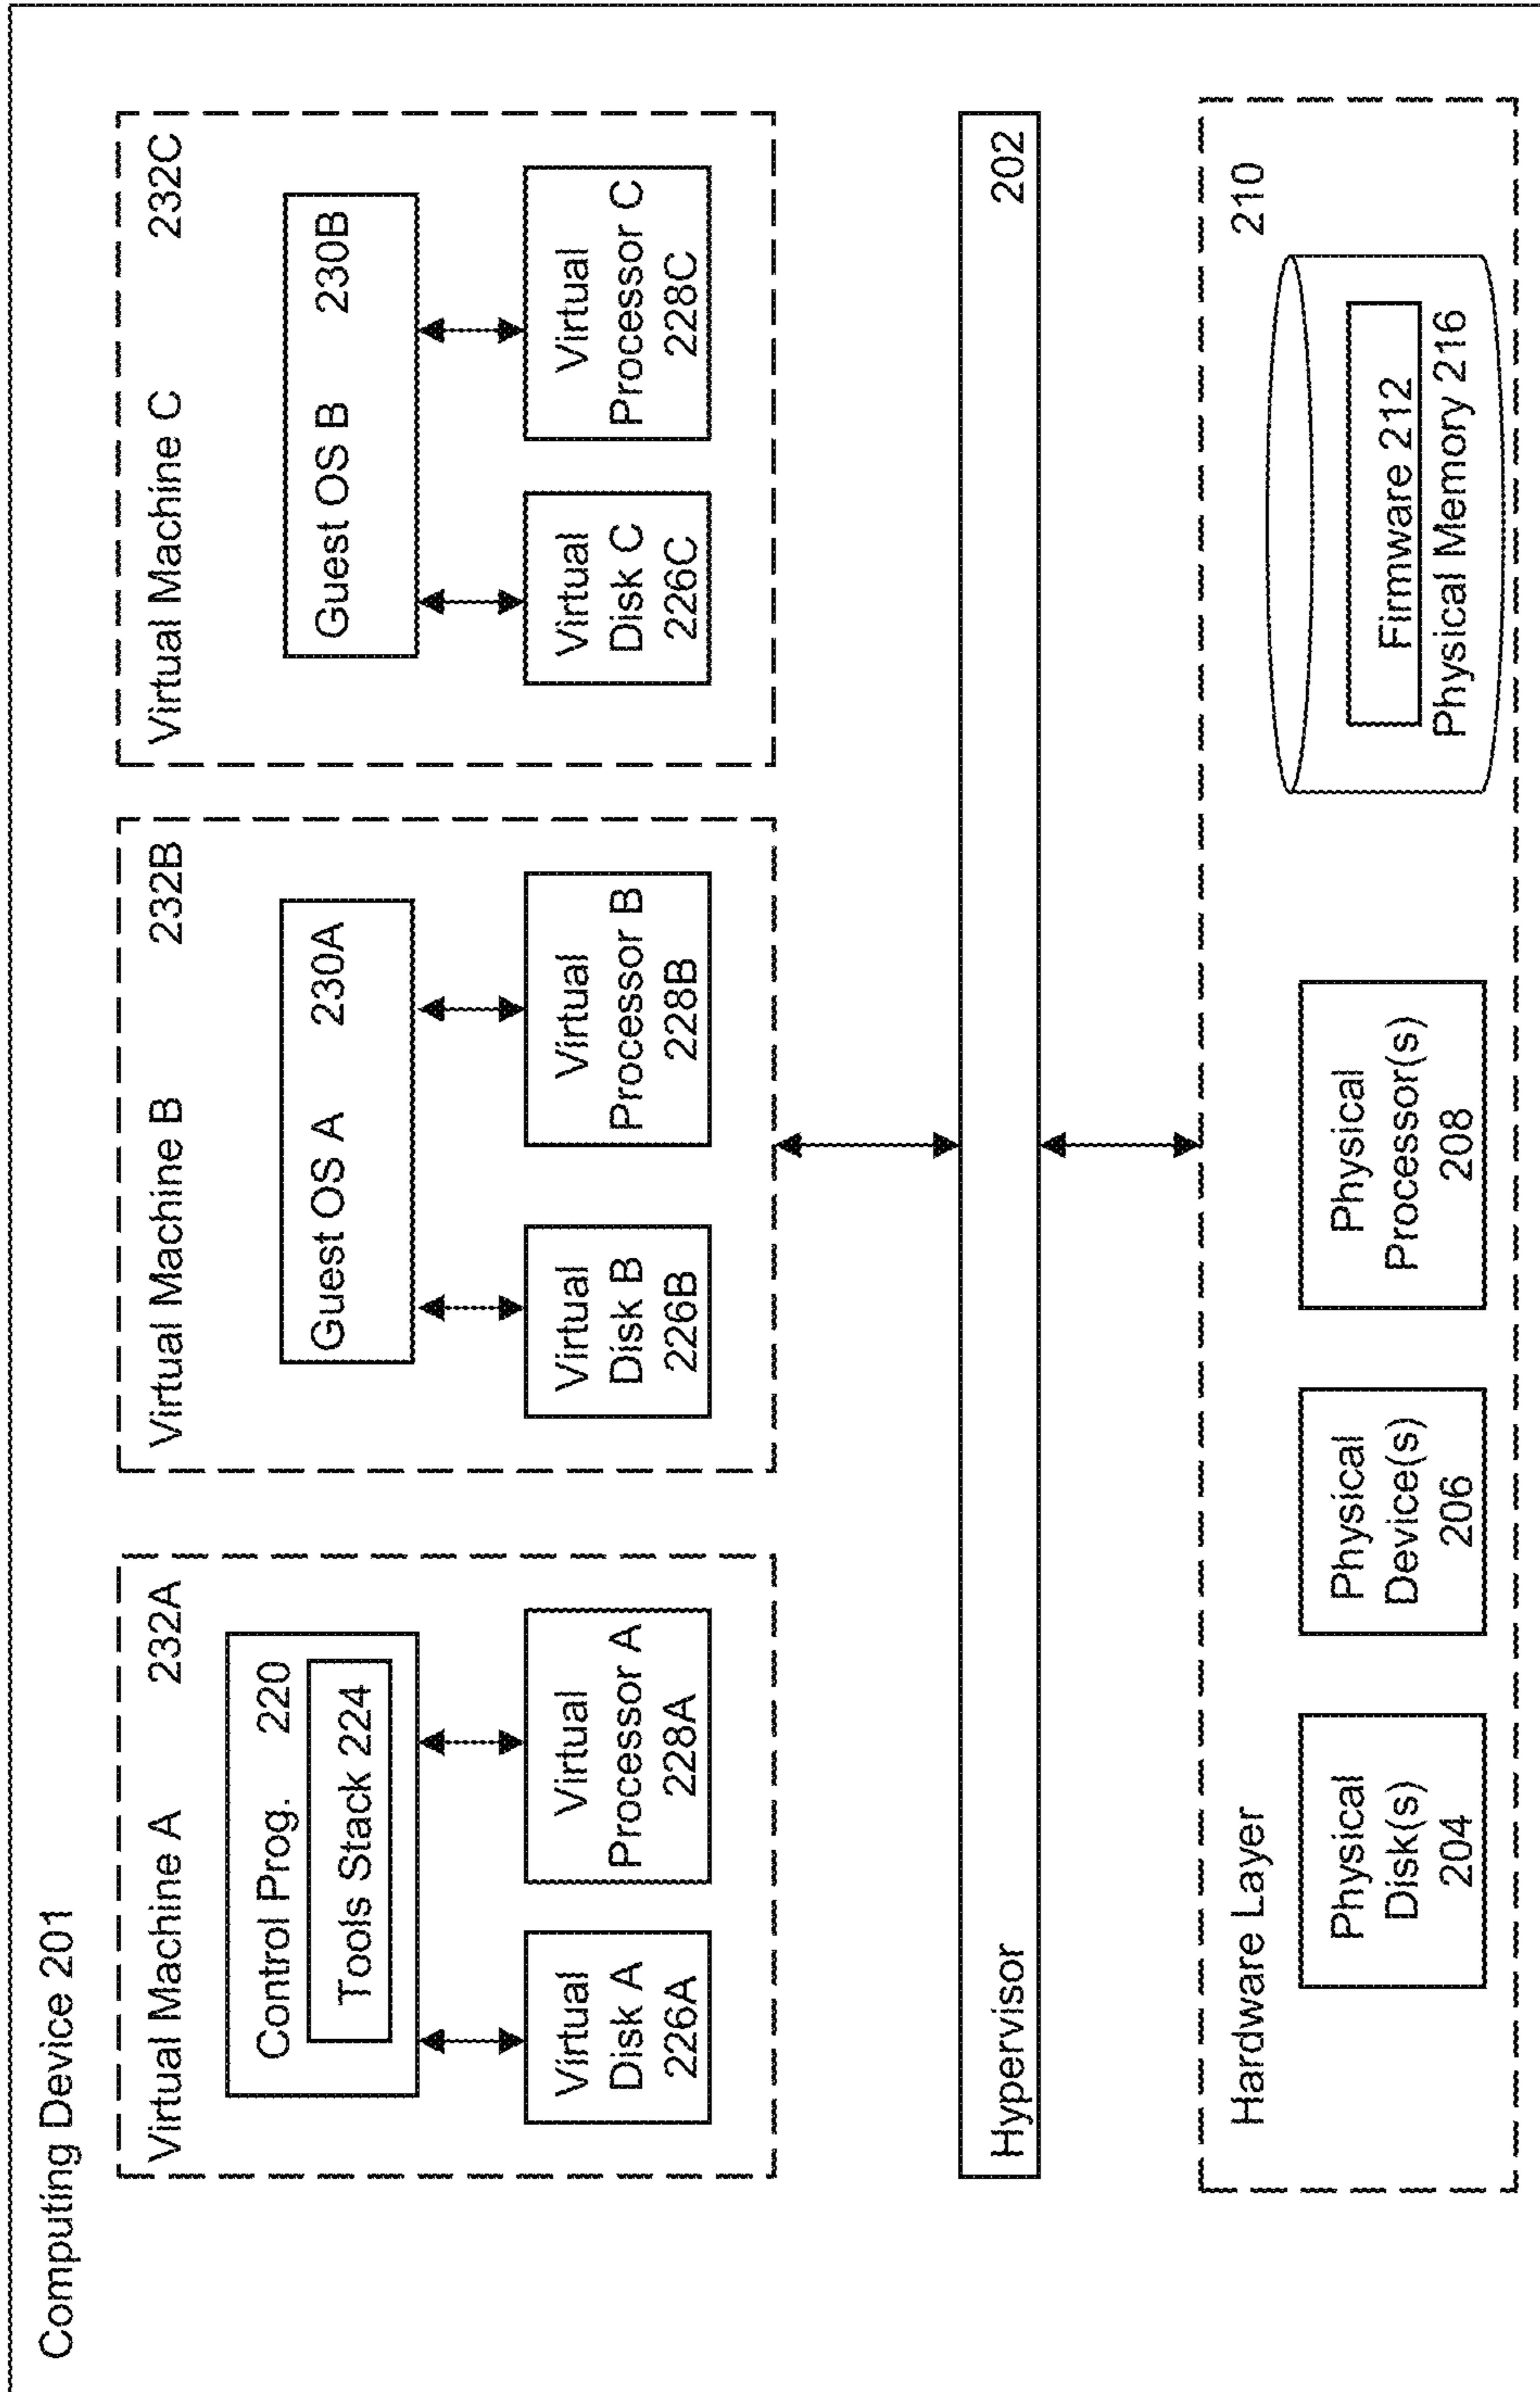 Computing Device 201
Virtual Machine A 232A
Control Prog. 220
Tools Stack 224
Virtual
Disk A
226A
Virtual
Processor A
228A
Virtual Machine B 232B
Guest OS A 230A
Virtual
Disk B
226B
Virtual
Processor B
228B
Virtual Machine C 232C
Guest OS B 230B
Virtual
Disk C
226C
Virtual
Processor C
228C
Hypervisor 202
Hardware Layer 210
Physical
Disk(s)
204
Physical
Device(s)
206
Physical
Processor(s)
208
Firmware 212
Physical Memory 216